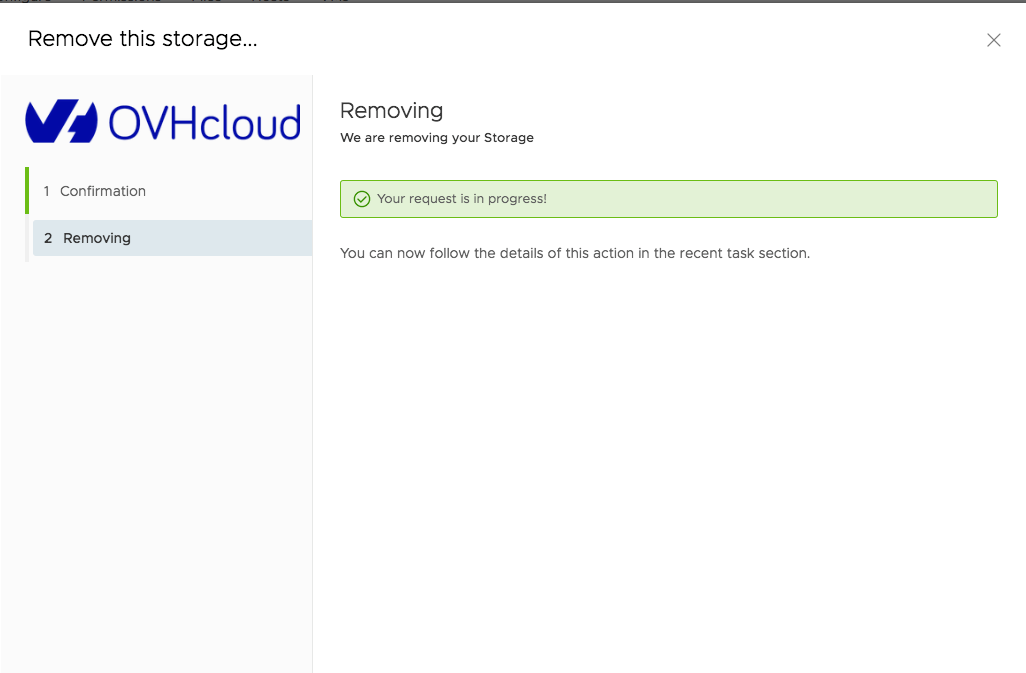 Remove this storage...
OVHcloud
1 Confirmation
2 Removing
Removing
We are removing your Storage
Your request is in progress!
You can now follow the details of this action in the recent task section.